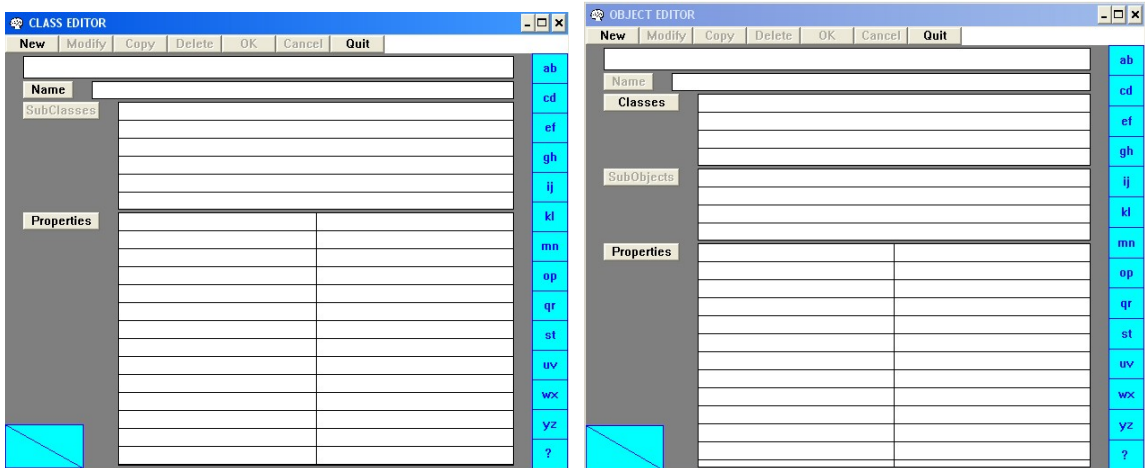 CLASS EDITOR
New Modify Copy Delete OK Cancel Quit
Name
SubClasses
Properties
ab
cd
ef
gh
ij
kl
mn
op
qr
st
uv
wx
yz
?
OBJECT EDITOR
New Modify Copy Delete OK Cancel Quit
Name
Classes
SubObjects
Properties
ab
cd
ef
gh
ij
kl
mn
op
qr
st
uv
wx
yz
?